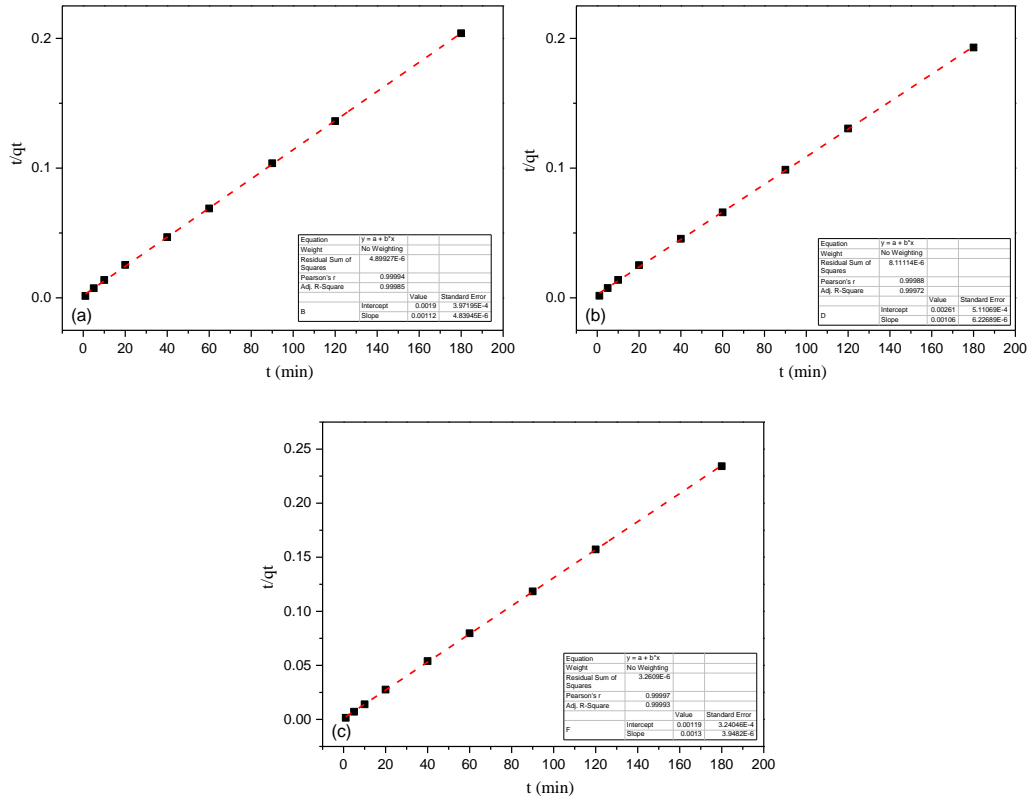 0.2
0.1
0.0
t/qt
(a)
0 20 40 60 80 100 120 140 160 180 200
t (min)
Equation y = a + b*x
Weight No Weighting
Residual Sum of Squares 4.89927E-6
Pearson's r 0.99994
Adj. R-Square 0.99985
Value Standard Error
B Intercept 0.0019 3.97195E-4
Slope 0.00112 4.83945E-6
0.2
0.1
0.0
t/qt
(b)
0 20 40 60 80 100 120 140 160 180 200
t (min)
Equation y = a + b*x
Weight No Weighting
Residual Sum of Squares 8.11114E-6
Pearson's r 0.99988
Adj. R-Square 0.99972
Value Standard Error
D Intercept 0.00261 5.11069E-4
Slope 0.00106 6.22689E-6
0.25
0.20
0.15
0.10
0.05
0.00
t/qt
(c)
0 20 40 60 80 100 120 140 160 180 200
t (min)
Equation y = a + b*x
Weight No Weighting
Residual Sum of Squares 3.2609E-6
Pearson's r 0.99997
Adj. R-Square 0.99993
Value Standard Error
F Intercept 0.00119 3.24046E-4
Slope 0.0013 3.9482E-6